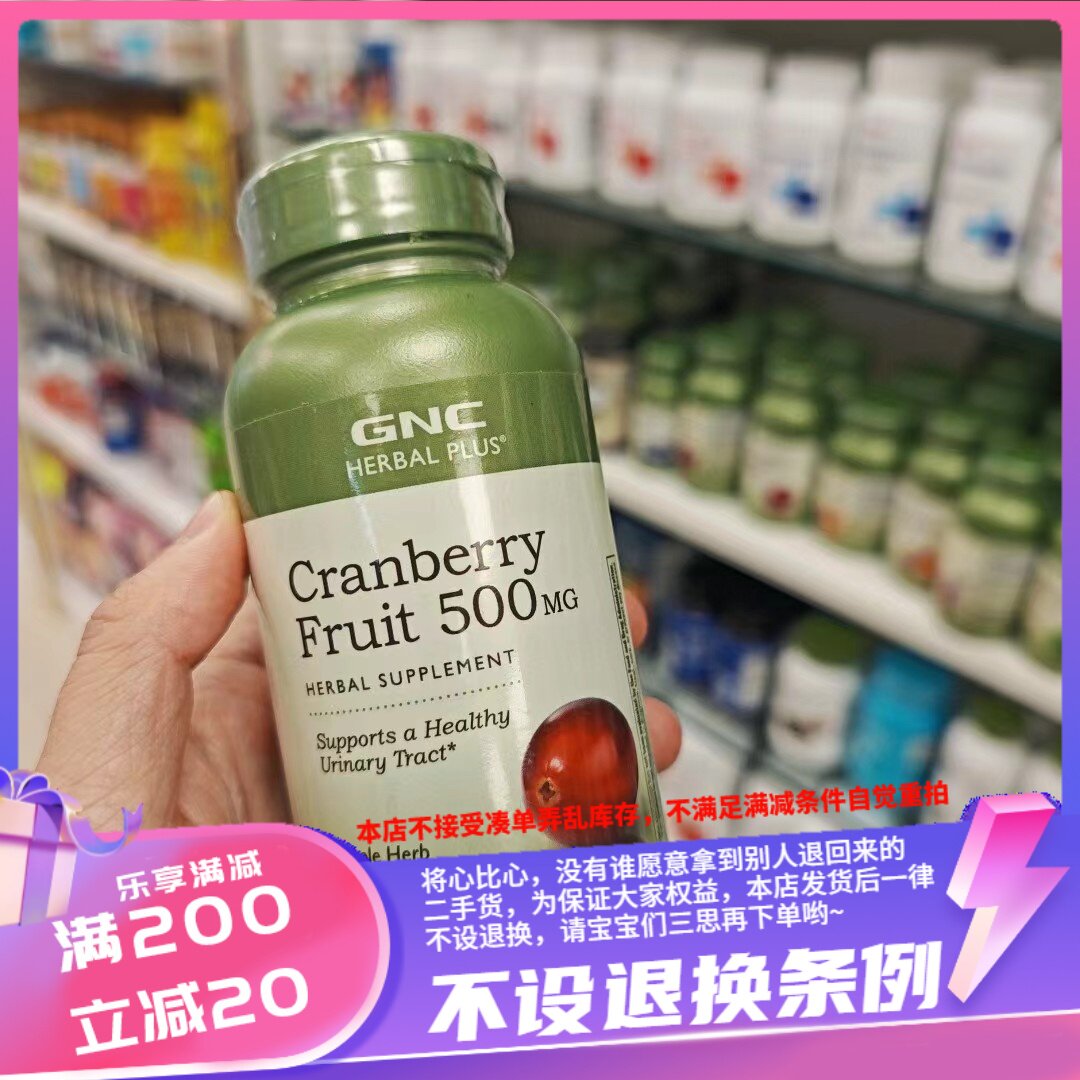 GNC
HERBAL PLUS®
Cranberry
Fruit 500MG
HERBAL SUPPLEMENT
Supports a Healthy
Urinary Tract*
Herb
本店不接受凑单弄乱库存，不满足满减条件自觉重拍
乐享满减
满200
立减20
将心比心，没有谁愿意拿到别人退回来的
二手货，为保证大家权益，本店发货后一律
不设退换，请宝宝们三思再下单哟~
不设退换条例